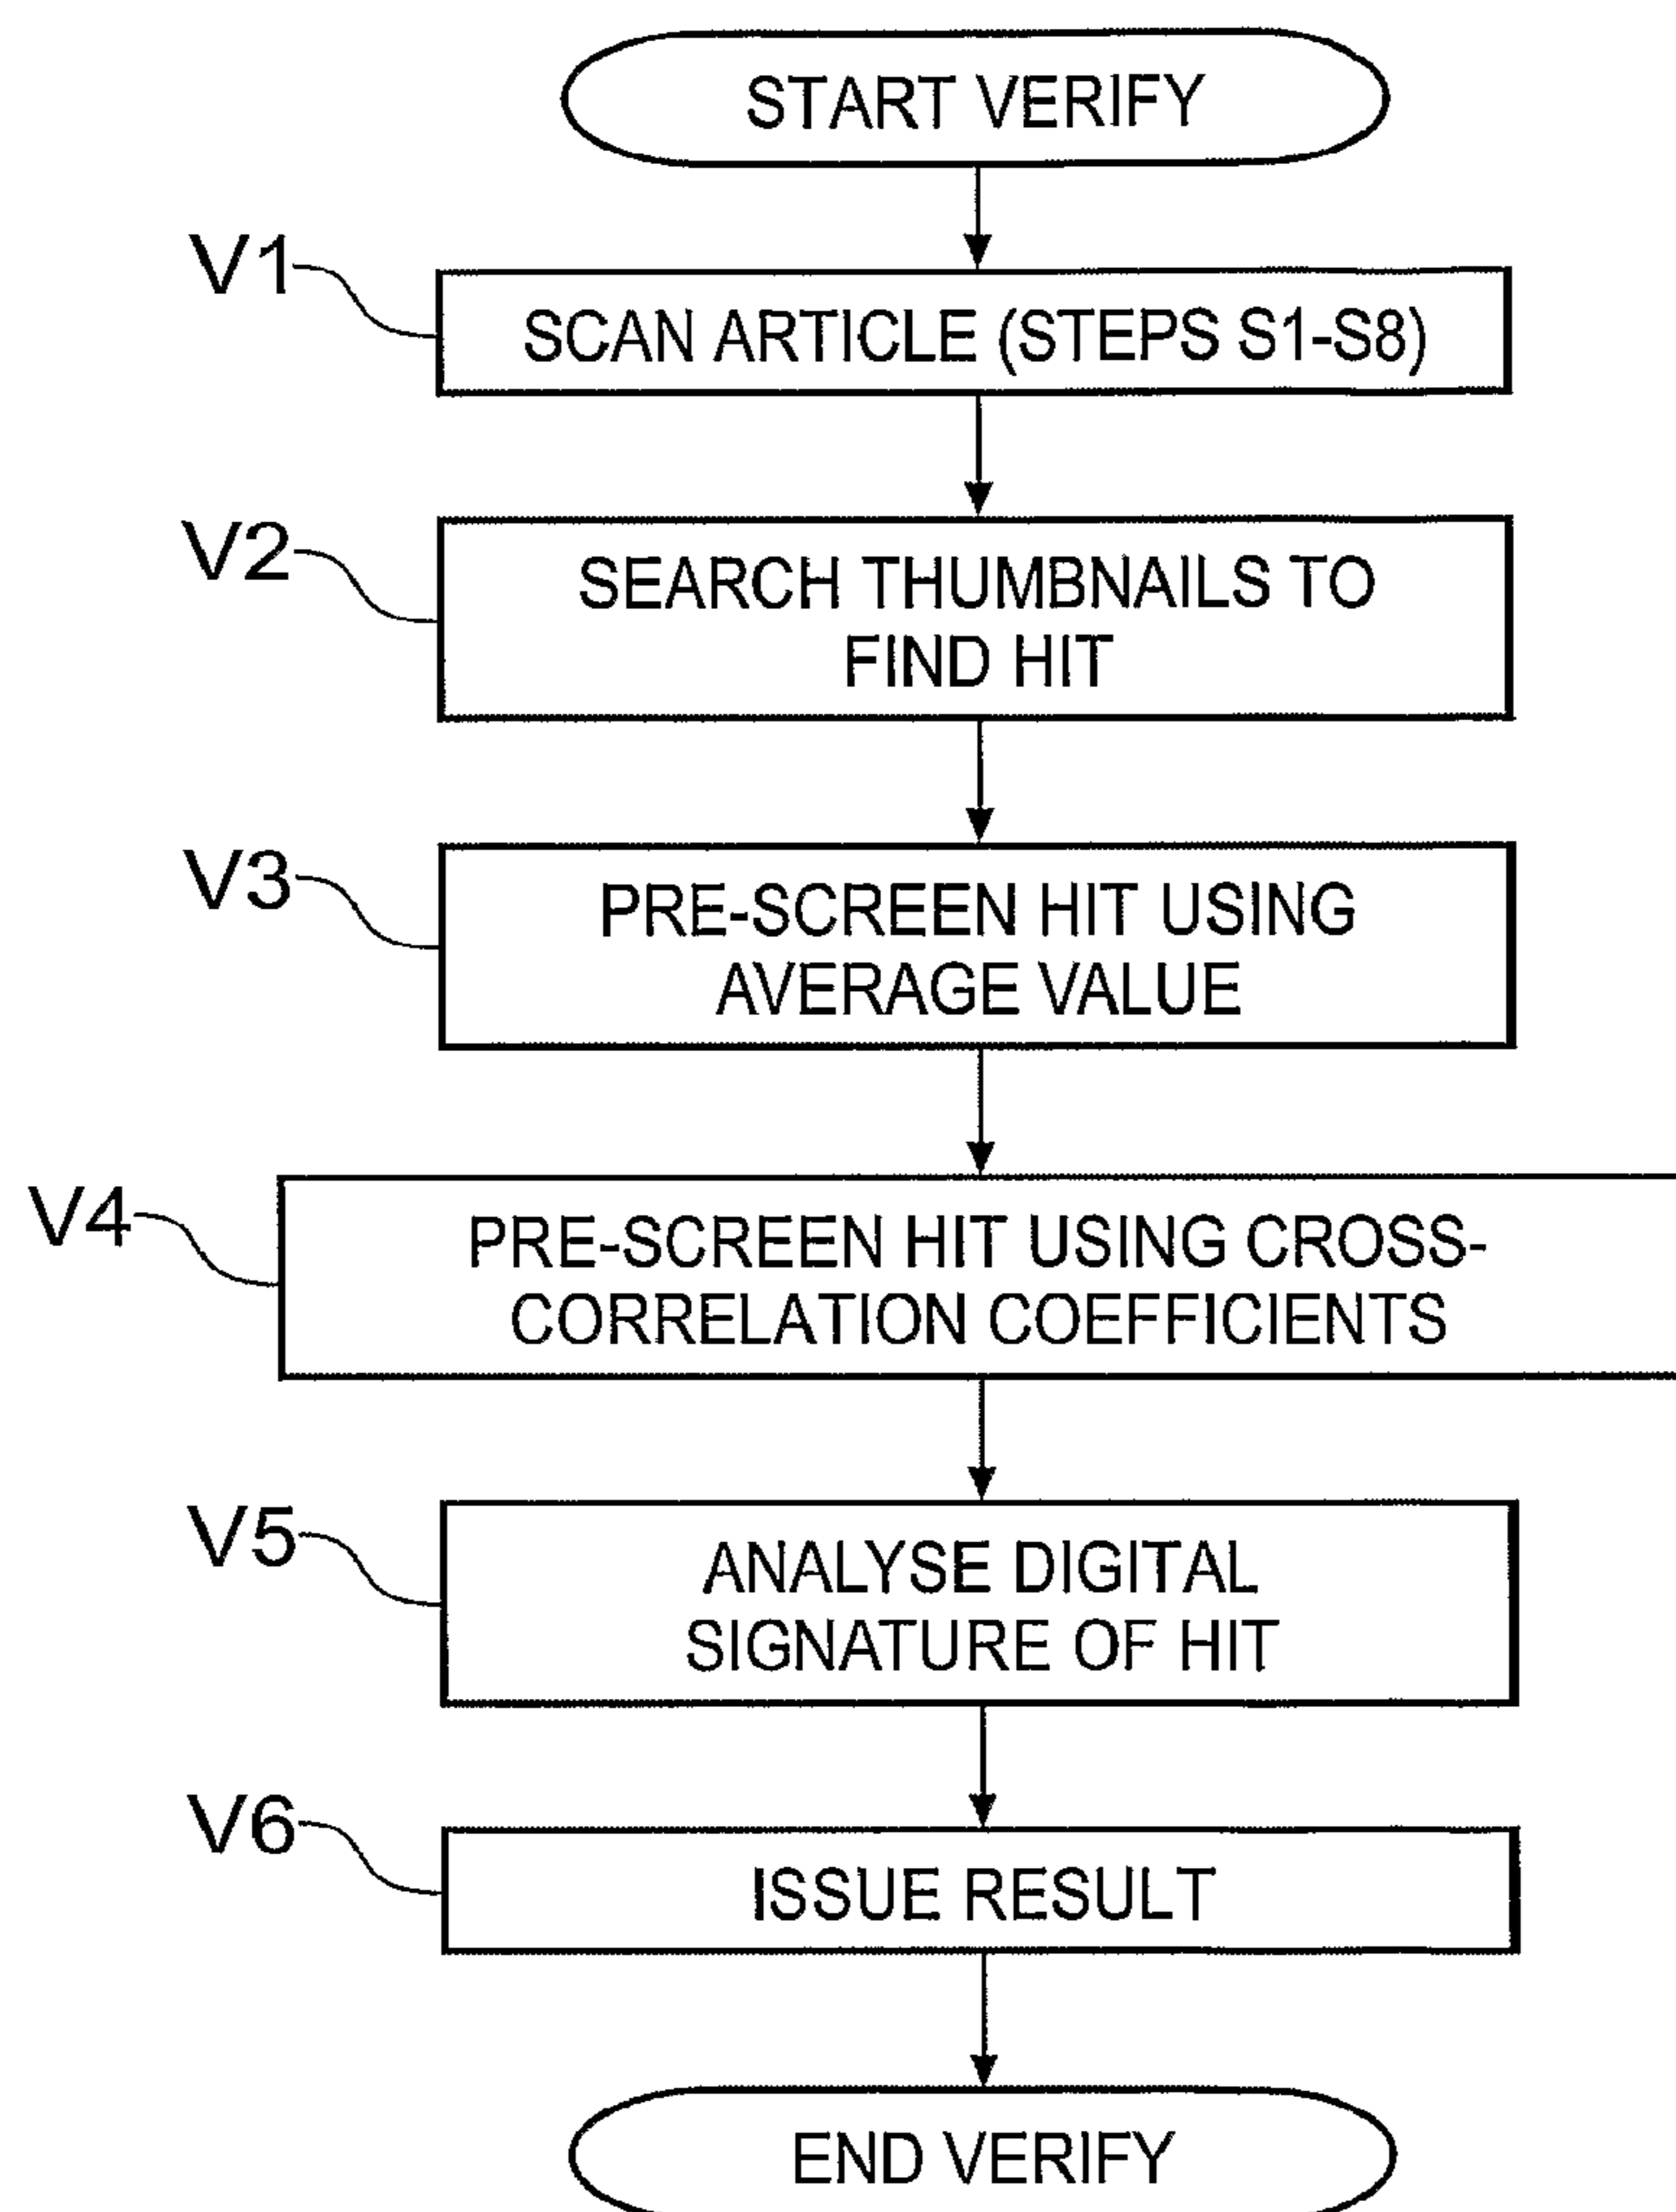 START VERIFY
V1
SCAN ARTICLE (STEPS S1-S8)
V2
SEARCH THUMBNAILS TO
FIND HIT
V3
PRE-SCREEN HIT USING
AVERAGE VALUE
V4
PRE-SCREEN HIT USING CROSS-
CORRELATION COEFFICIENTS
V5
ANALYSE DIGITAL
SIGNATURE OF HIT
V6
ISSUE RESULT
END VERIFY